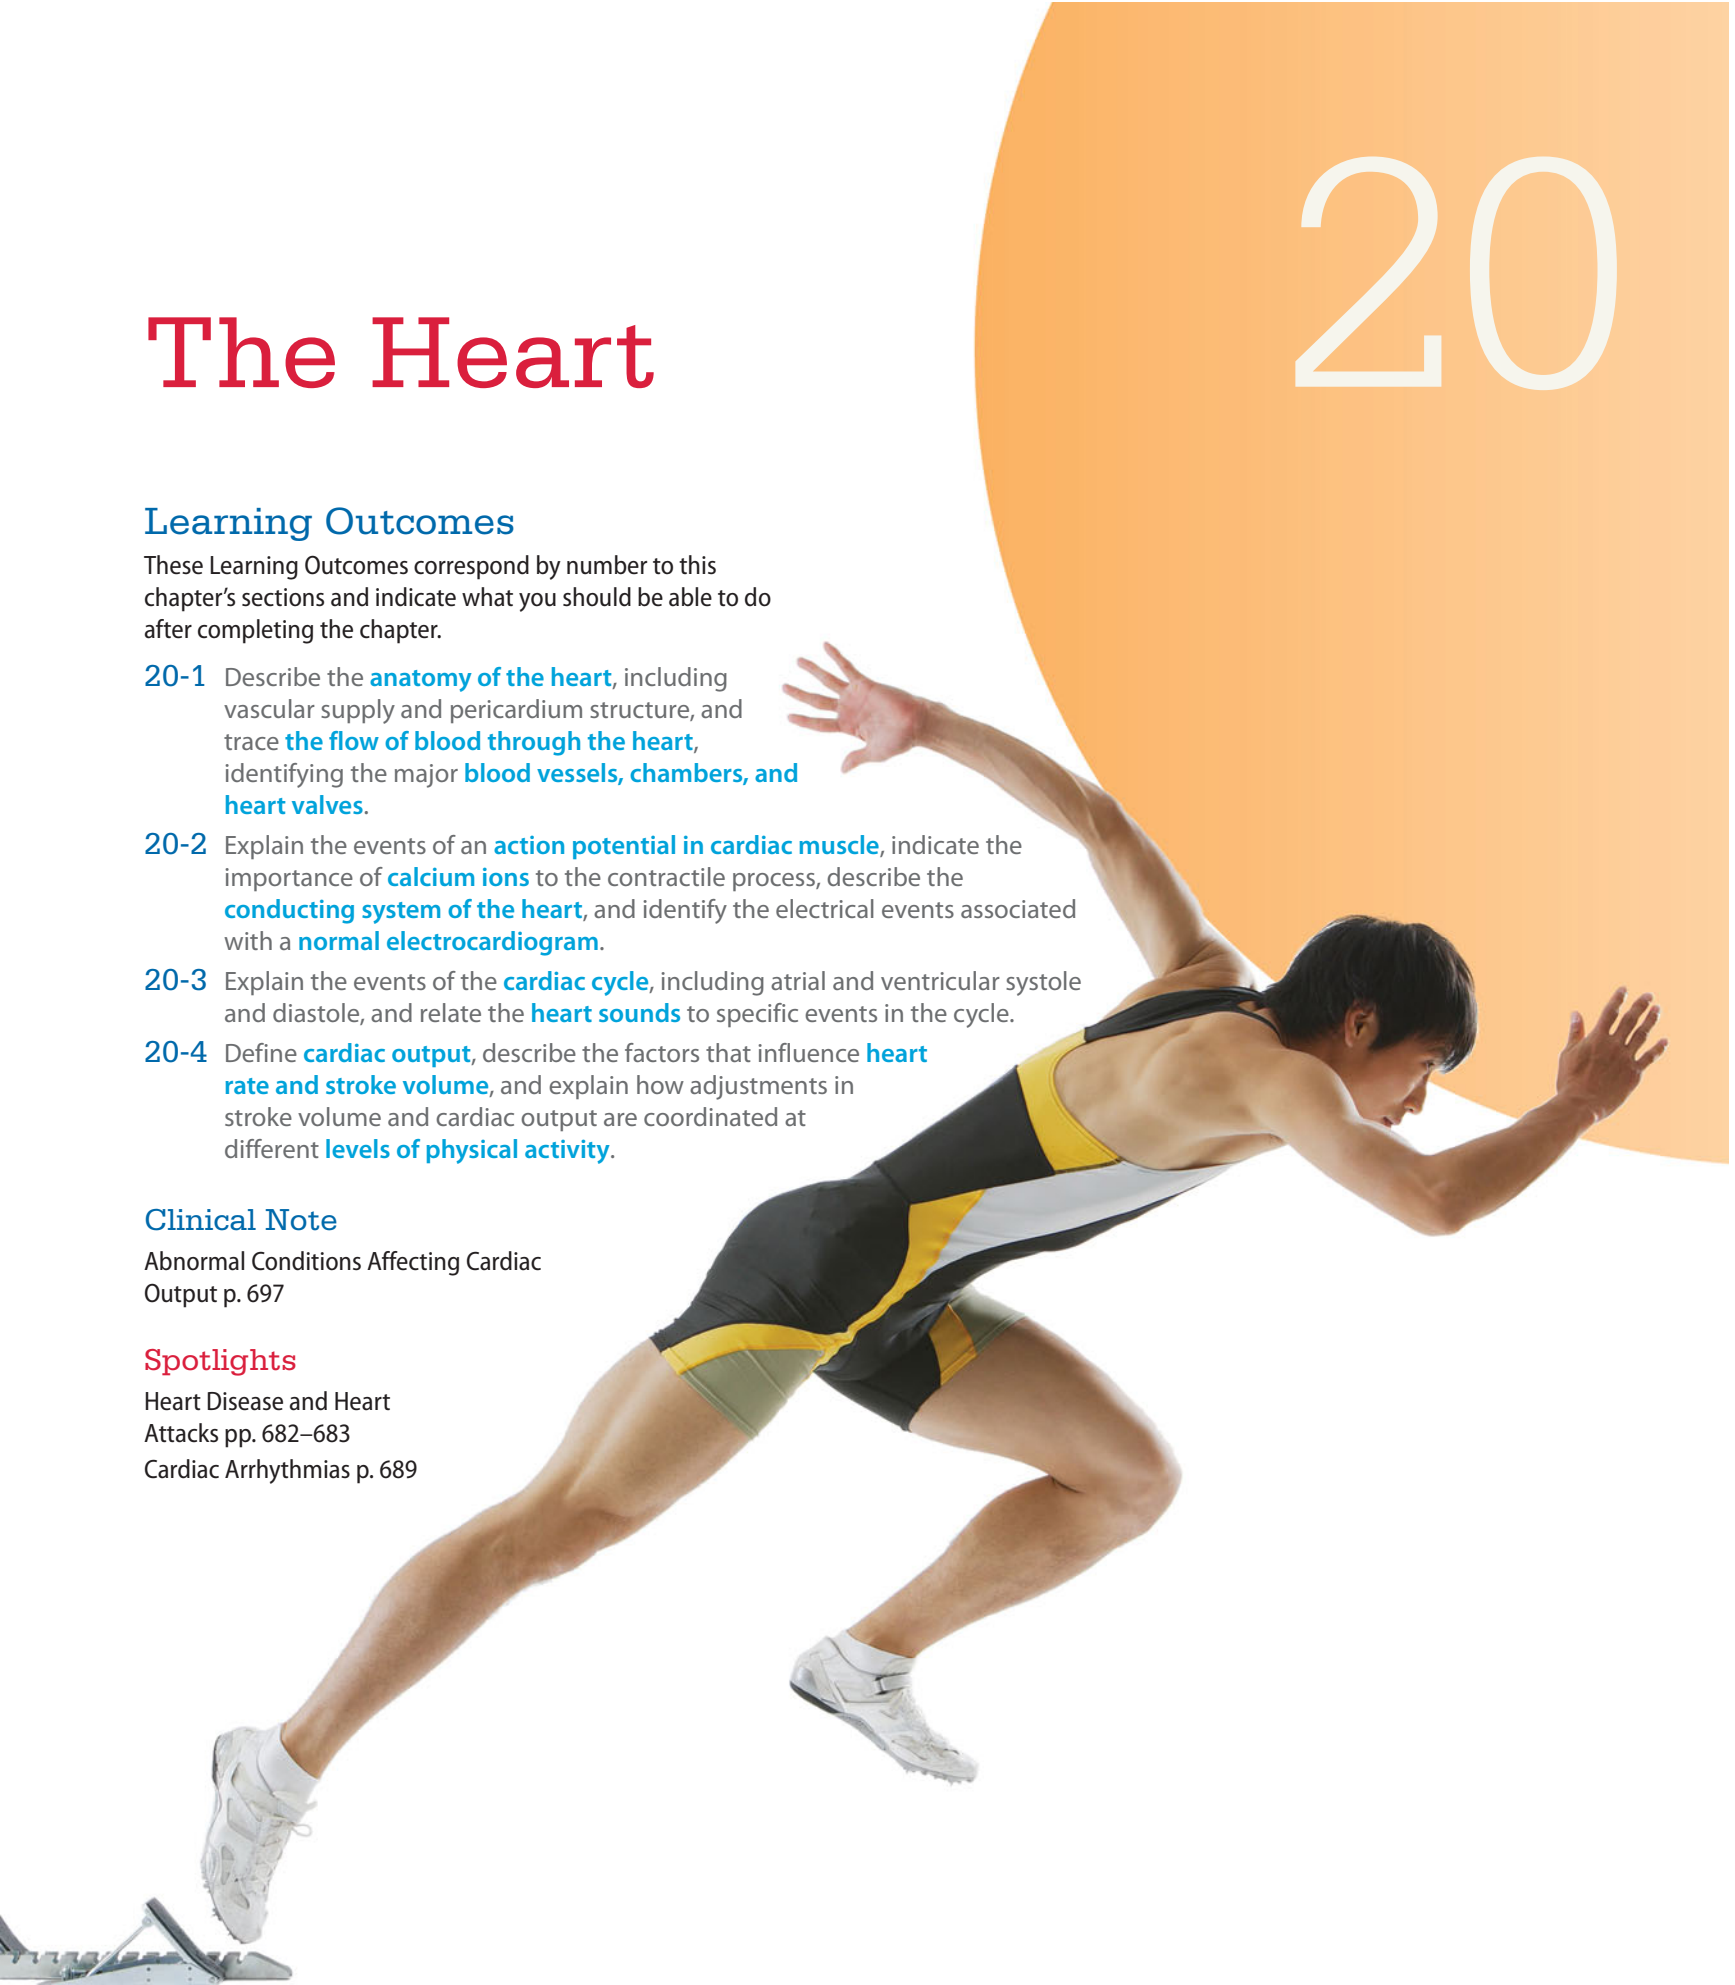 20
The Heart
Learning Outcomes
These Learning Outcomes correspond by number to this
chapter’s sections and indicate what you should be able to do
after completing the chapter.
20-1 Describe the anatomy of the heart, including
vascular supply and pericardium structure, and
trace the flow of blood through the heart,
identifying the major blood vessels, chambers, and
heart valves.
20-2 Explain the events of an action potential in cardiac muscle, indicate the
importance of calcium ions to the contractile process, describe the
conducting system of the heart, and identify the electrical events associated
with a normal electrocardiogram.
20-3 Explain the events of the cardiac cycle, including atrial and ventricular systole
and diastole, and relate the heart sounds to specific events in the cycle.
20-4 Define cardiac output, describe the factors that influence heart
rate and stroke volume, and explain how adjustments in
stroke volume and cardiac output are coordinated at
different levels of physical activity.
Clinical Note
Abnormal Conditions Affecting Cardiac
Output p. 697
Spotlights
Heart Disease and Heart
Attacks pp. 682–683
Cardiac Arrhythmias p. 689